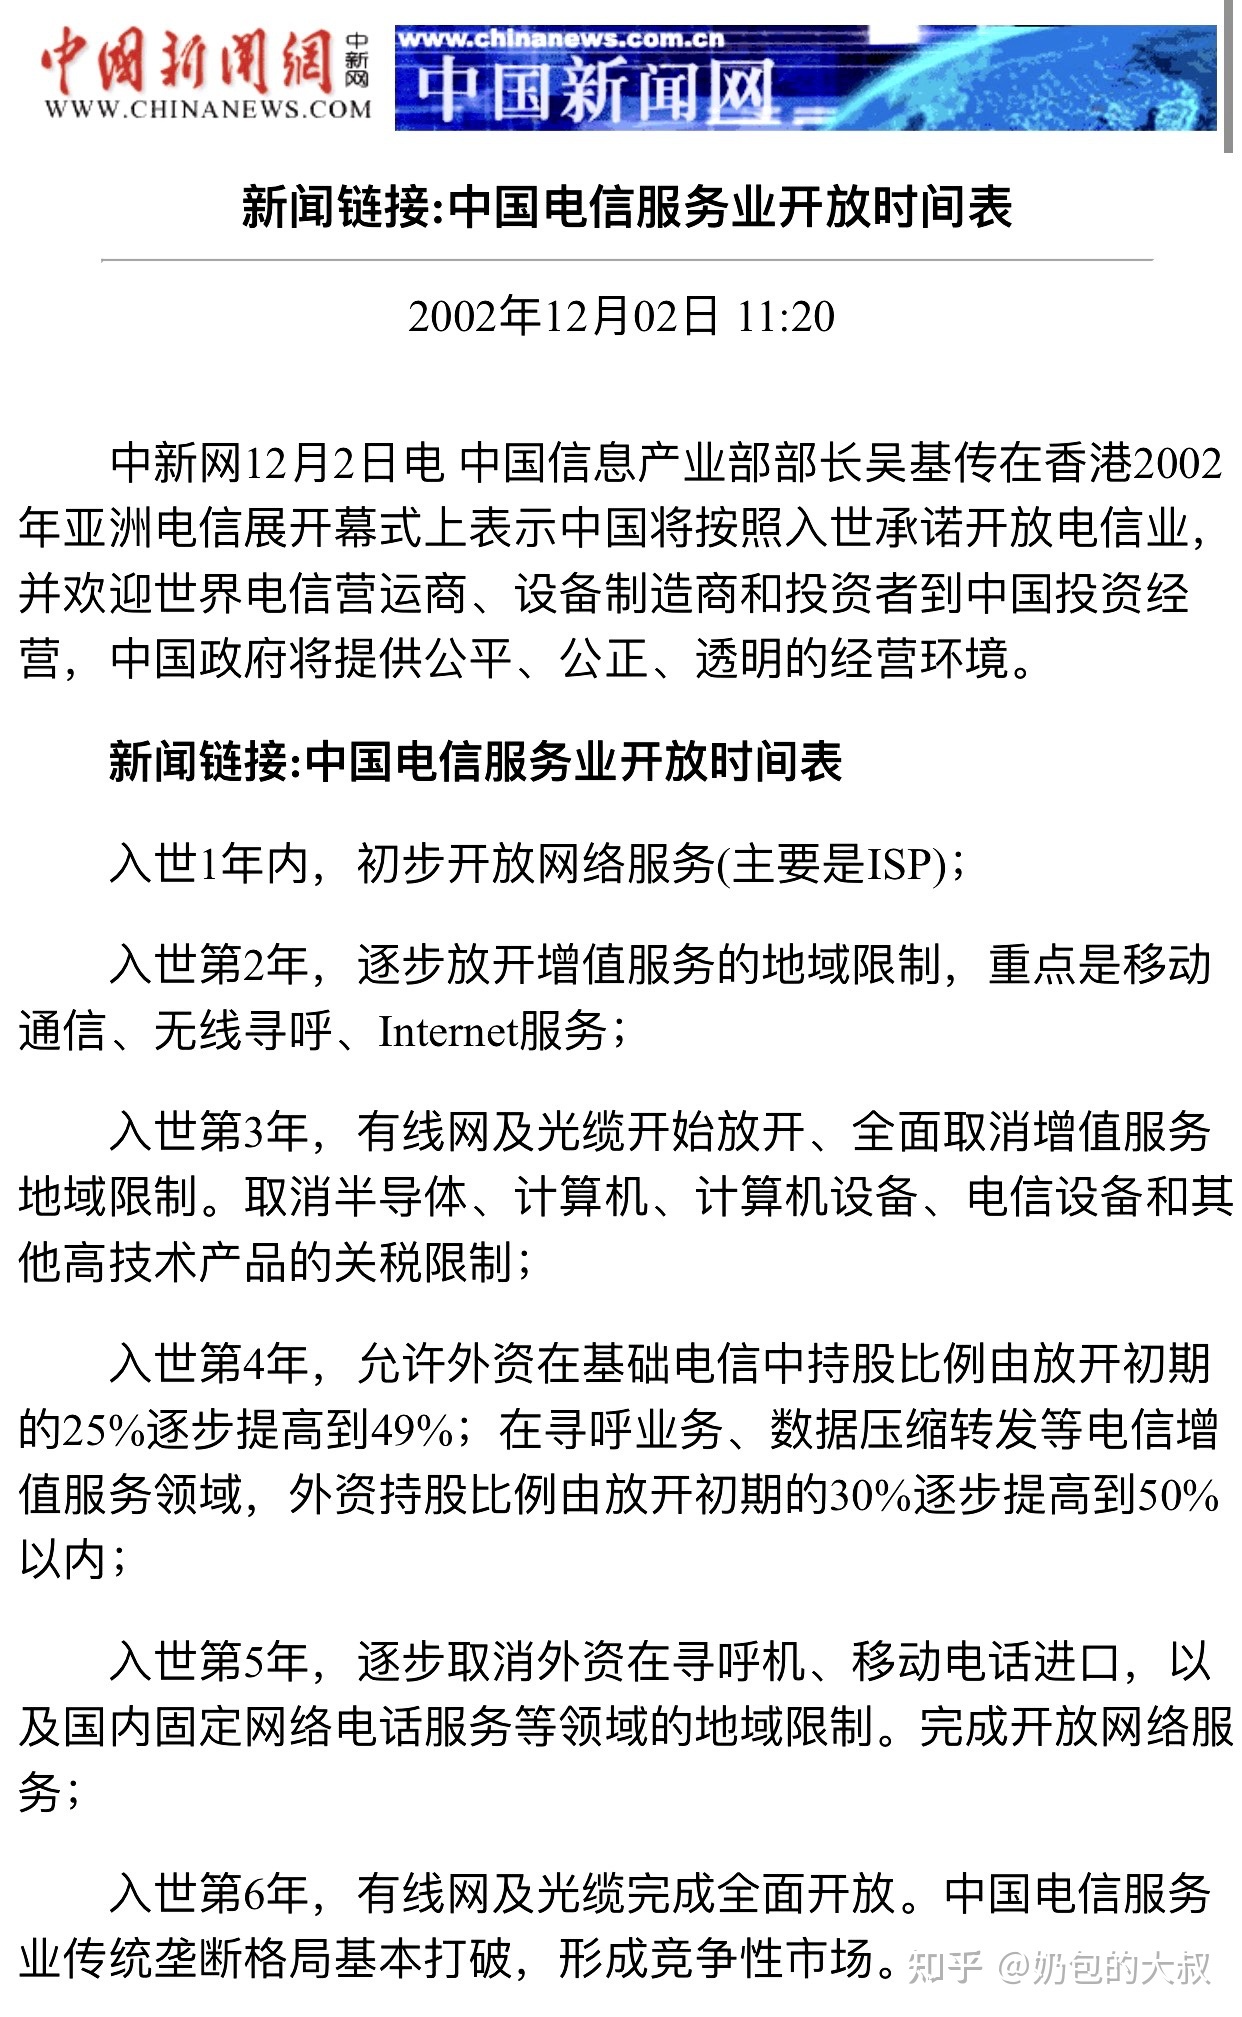 中国新闻網
中新网
WWW.CHINANEWS.COM
www.chinanews.com.cn
中国新闻网
新闻链接:中国电信服务业开放时间表
2002年12月02日 11:20
中新网12月2日电 中国信息产业部部长吴基传在香港2002
年亚洲电信展开幕式上表示中国将按照入世承诺开放电信业，
并欢迎世界电信营运商、设备制造商和投资者到中国投资经
营，中国政府将提供公平、公正、透明的经营环境。
新闻链接:中国电信服务业开放时间表
入世1年内，初步开放网络服务(主要是ISP)；
入世第2年，逐步放开增值服务的地域限制，重点是移动
通信、无线寻呼、Internet服务；
入世第3年，有线网及光缆开始放开、全面取消增值服务
地域限制。取消半导体、计算机、计算机设备、电信设备和其
他高技术产品的关税限制；
入世第4年，允许外资在基础电信中持股比例由放开初期
的25%逐步提高到49%；在寻呼业务、数据压缩转发等电信增
值服务领域，外资持股比例由放开初期的30%逐步提高到50%
以内；
入世第5年，逐步取消外资在寻呼机、移动电话进口，以
及国内固定网络电话服务等领域的地域限制。完成开放网络服
务；
入世第6年，有线网及光缆完成全面开放。中国电信服务
业传统垄断格局基本打破，形成竞争性市场。
知乎 @奶包的大叔